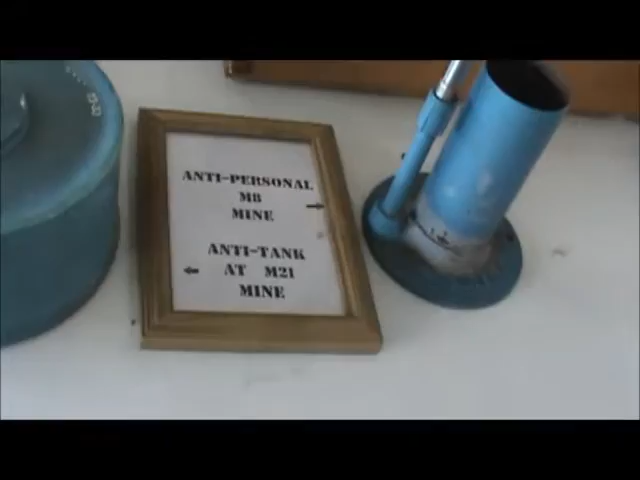 ANTI-PERSONAL
M8
MINE
ANTI-TANK
AT M21
MINE